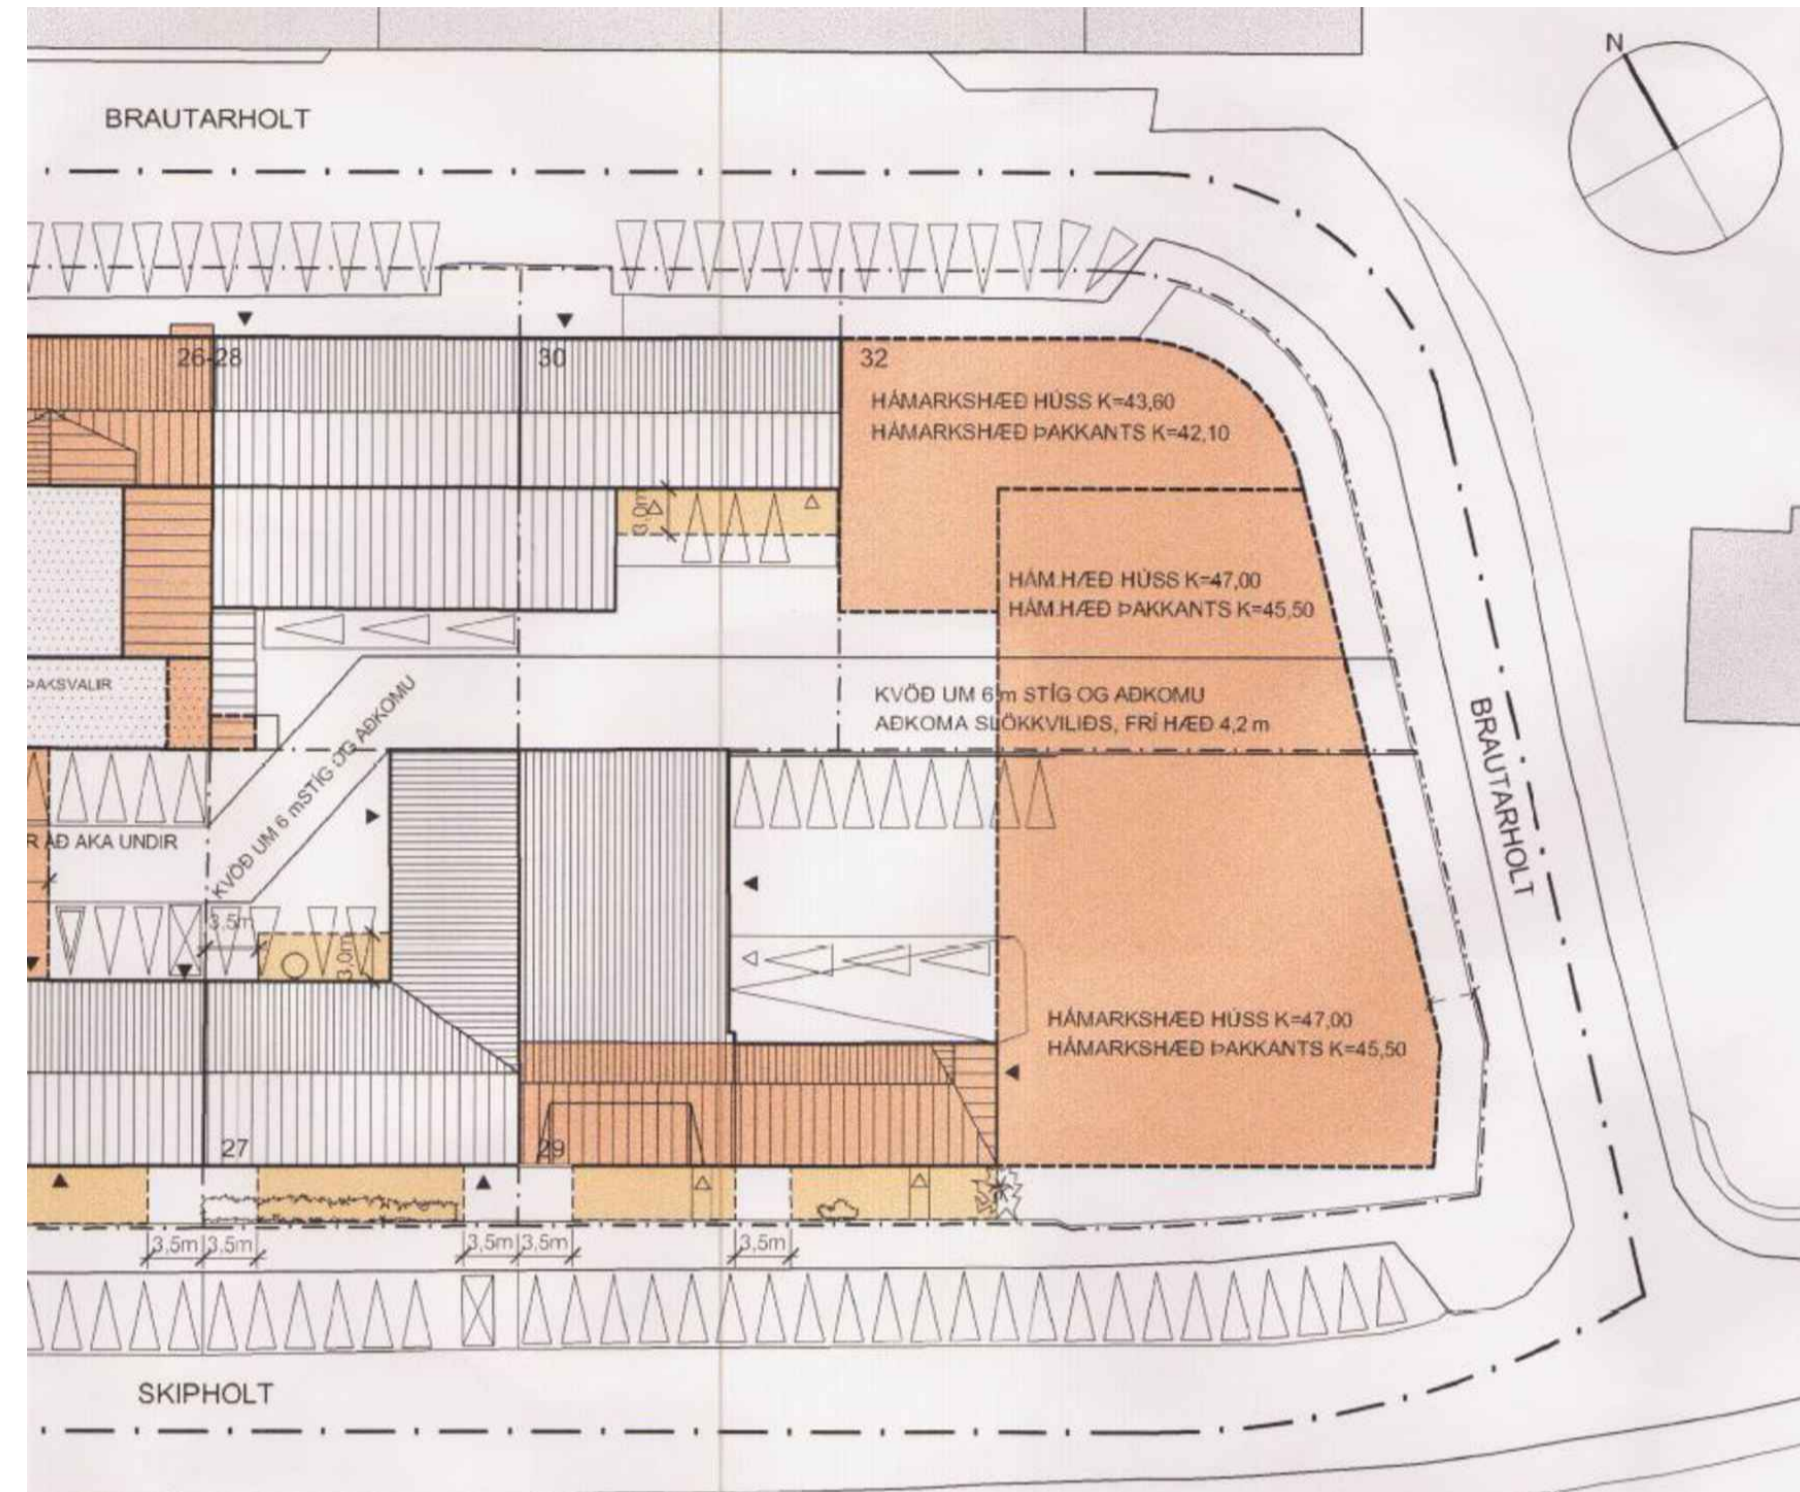 N
BRAUTARHOLT
26-28
30
32
HÁMARKSHÆÐ HÚSS K=43,60
HÁMARKSHÆÐ ÞAKKANTS K=42,10
3,0m
HÁM.HÆÐ HÚSS K=47,00
HÁM.HÆÐ ÞAKKANTS K=45,50
ÞAKSVALIR
KVÖÐ UM 6 m STÍG OG AÐKOMU
AÐKOMA SLÖKKVILIÐS, FRÍ HÆÐ 4,2 m
KVÖÐ UM 6 mSTÍG OG AÐKOMU
BRAUTARHOLT
R AÐ AKA UNDIR
3,5m
3,0m
HÁMARKSHÆÐ HÚSS K=47,00
HÁMARKSHÆÐ ÞAKKANTS K=45,50
27
29
3,5m 3,5m
3,5m 3,5m
3,5m
SKIPHOLT